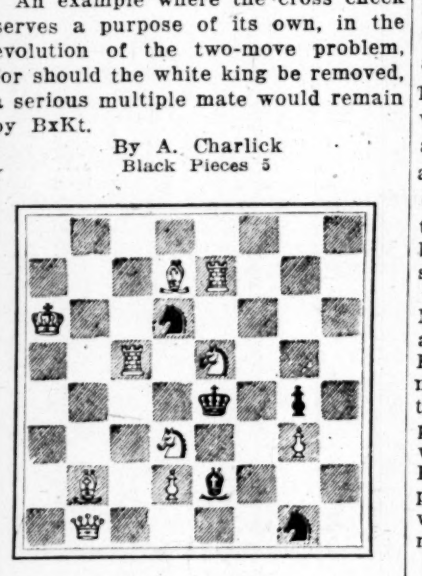 An example where the cross check
serves a purpose of its own, in the
evolution of the two-move problem,
for should the white king be removed,
a serious multiple mate would remain
by BxKt.
By A. Charlick
Black Pieces 5